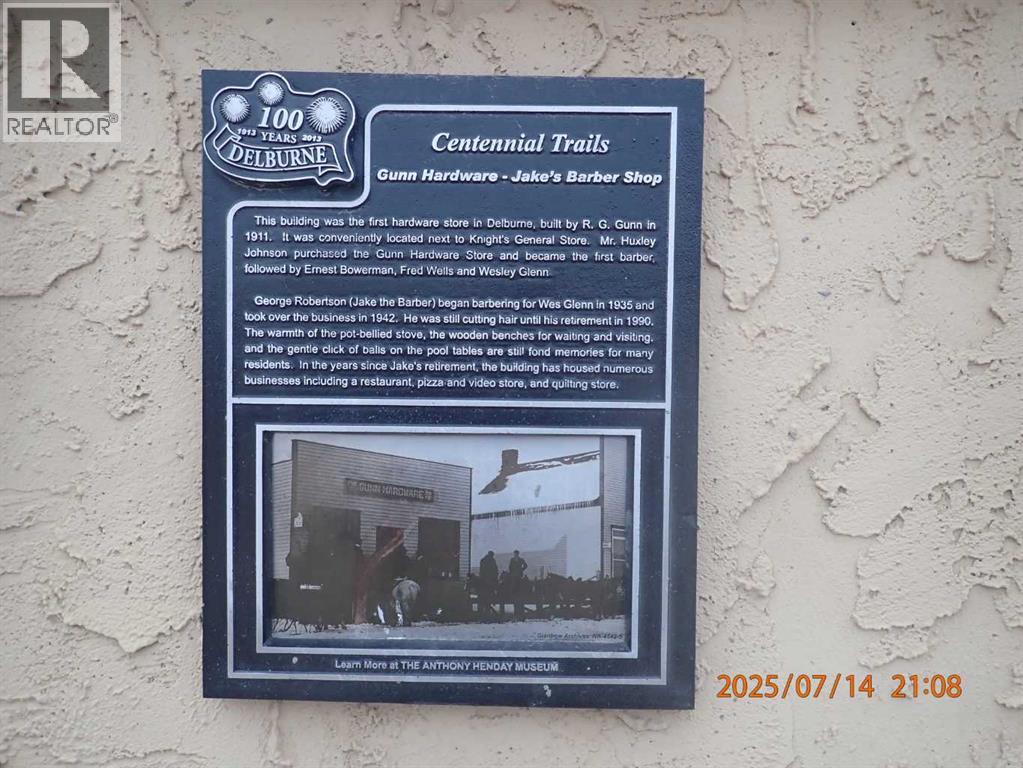 REALTOR®
100
1913 YEARS 2013
DELBURNE
Centennial Trails
Gunn Hardware - Jake's Barber Shop
This building was the first hardware store in Delburne, built by R. G. Gunn in
1911. It was conveniently located next to Knight's General Store. Mr. Huxley
Johnson purchased the Gunn Hardware Store and became the first barber,
followed by Ernest Bowerman, Fred Wells and Wesley Glenn.
George Robertson (Jake the Barber) began barbering for Wes Glenn in 1935 and
took over the business in 1942. He was still cutting hair until his retirement in 1990.
The warmth of the pot-bellied stove, the wooden benches for waiting and visiting,
and the gentle click of balls on the pool tables are still fond memories for many
residents. In the years since Jake's retirement, the building has housed numerous
businesses including a restaurant, pizza and video store, and quilting store.
GUNN HARDWARE
Glenbow Archives
Learn More at THE ANTHONY HENDAY MUSEUM
2025/07/14 21:08